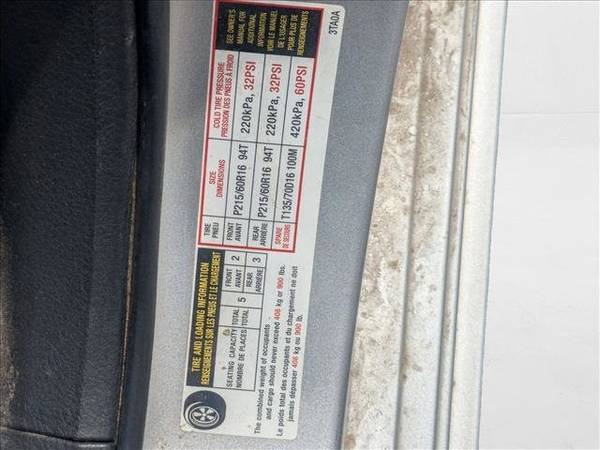 TIRE AND LOADING INFORMATION
RENSEIGNEMENTS SUR LES PNEUS ET LE CHARGEMENT
SEATING CAPACITY TOTAL 5 FRONT 2 REAR 3
NOMBRE DE PLACES TOTAL AVANT ARRIÈRE
The combined weight of occupants
and cargo should never exceed 408 kg or 900 lbs.
Le poids total des occupants et du chargement ne doit
jamais dépasser 408 kg ou 900 lb.
TIRE SIZE COLD TIRE PRESSURE
PNEU DIMENSIONS PRESSION DES PNEUS À FROID
FRONT P215/60R16 94T 220kPa, 32PSI
AVANT
REAR P215/60R16 94T 220kPa, 32PSI
ARRIÈRE
SPARE T135/70D16 100M 420kPa, 60PSI
DE SECOURS
SEE OWNER'S
MANUAL FOR
ADDITIONAL
INFORMATION
VOIR LE MANUEL
DE L'USAGER
POUR PLUS DE
RENSEIGNEMENTS
3TA0A